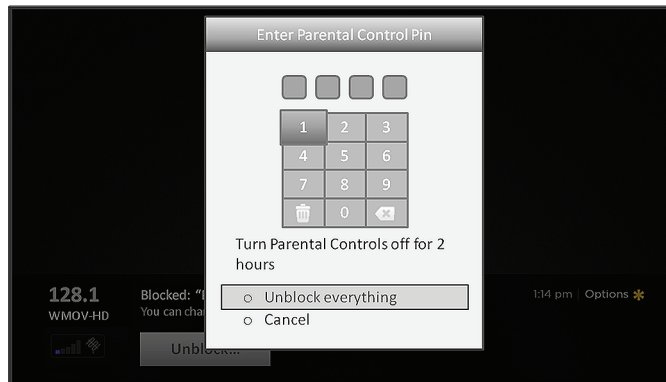 Enter Parental Control Pin
1 2 3
4 5 6
7 8 9
0
Turn Parental Controls off for 2
hours
Unblock everything
Cancel
128.1
WMOV-HD
Blocked:
You can
1:14 pm Options
Unblock...